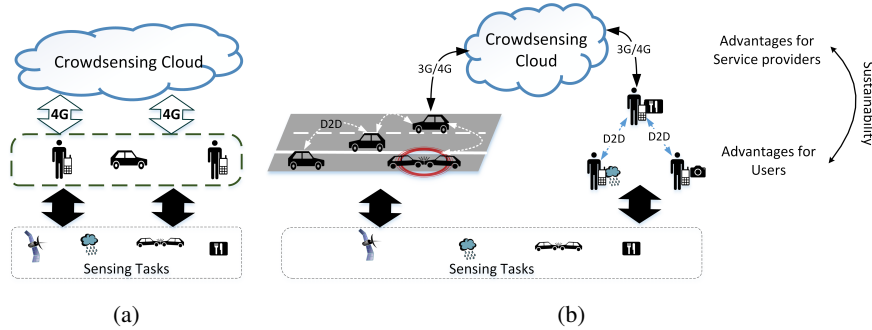 Crowdsensing Cloud
4G
4G
Sensing Tasks
(a)
Crowdsensing
Cloud
3G/4G
3G/4G
D2D
D2D
D2D
Sensing Tasks
(b)
Advantages for
Service providers
Sustainability
Advantages for
Users